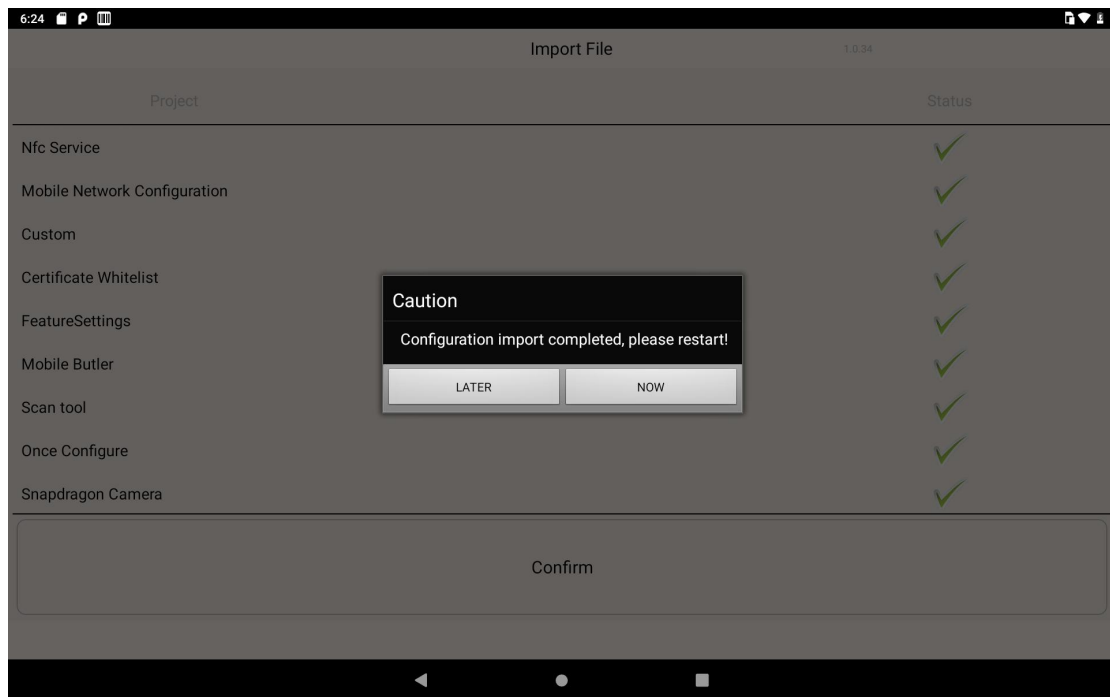 6:24
Import File 1.0.34
Project Status
Nfc Service
Mobile Network Configuration
Custom
Certificate Whitelist
FeatureSettings
Mobile Butler
Scan tool
Once Configure
Snapdragon Camera
Caution
Configuration import completed, please restart!
LATER NOW
Confirm